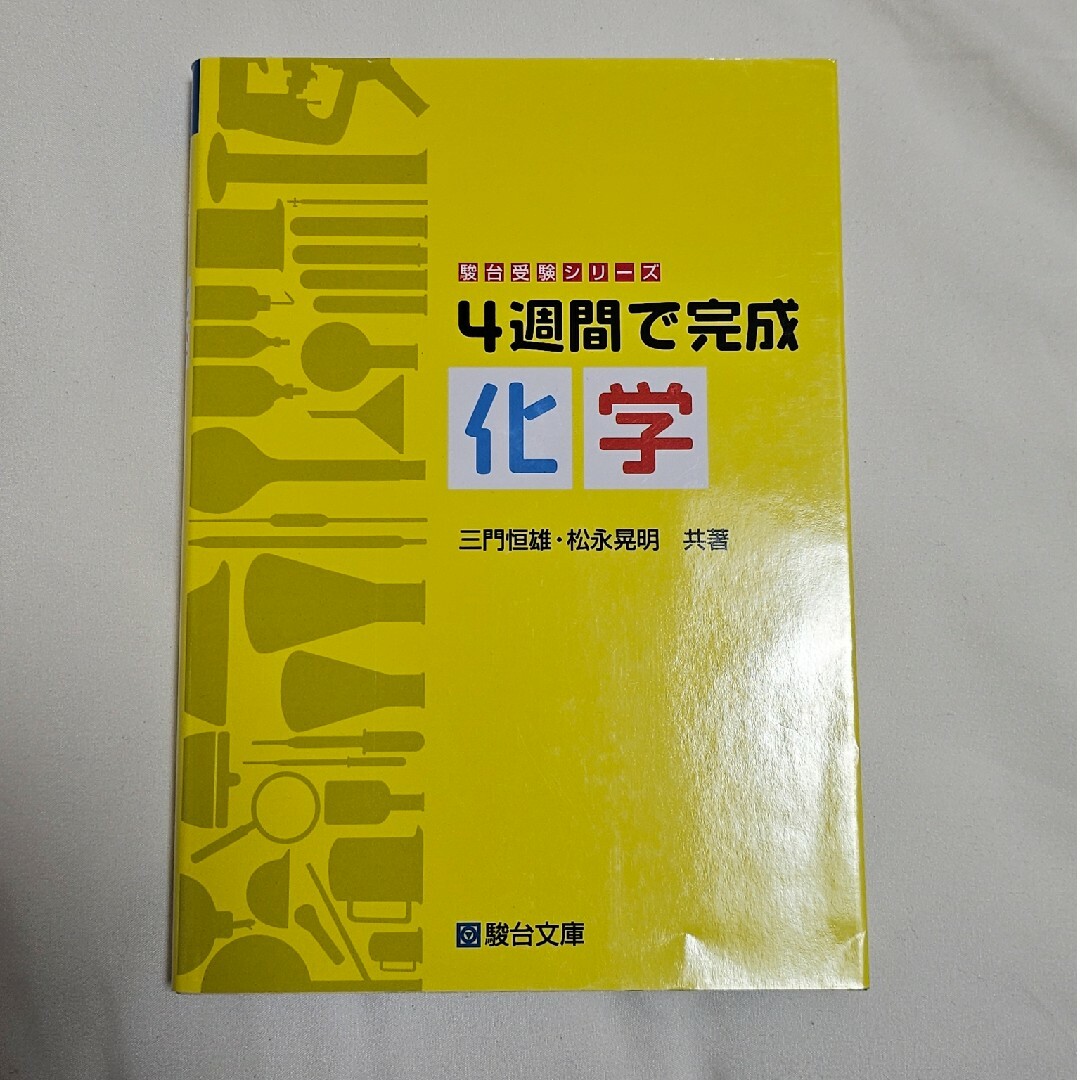 駿台受験シリーズ
4週間で完成
化学
三門恒雄・松永晃明 共著
駿台文庫